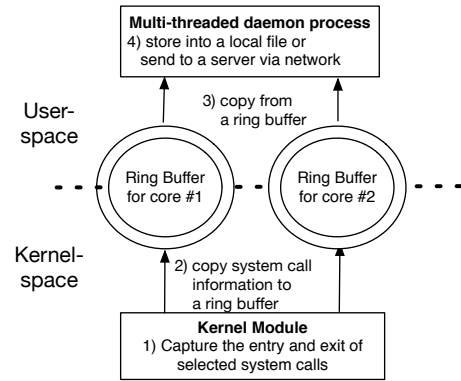 Multi-threaded daemon process
4) store into a local file or
send to a server via network
3) copy from
a ring buffer
User-
space
Ring Buffer
for core #1
Ring Buffer
for core #2
Kernel-
space
2) copy system call
information to
a ring buffer
Kernel Module
1) Capture the entry and exit of
selected system calls